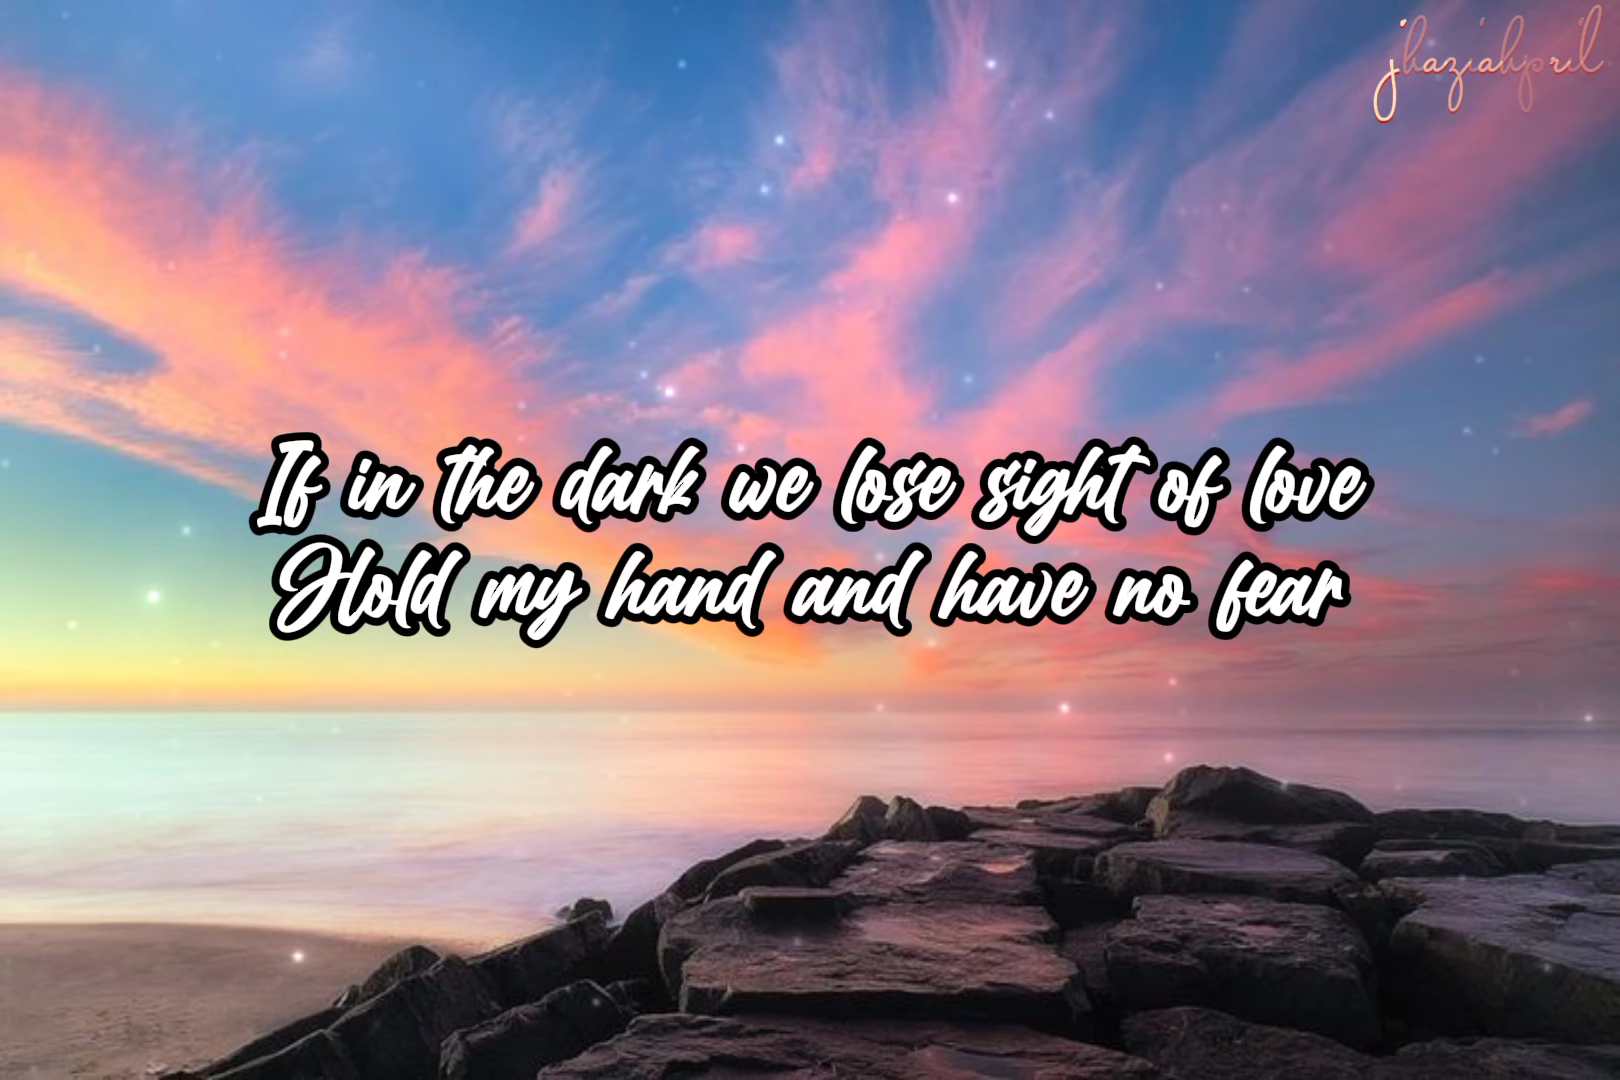 jhaziahpril
If in the dark we lose sight of love
Hold my hand and have no fear